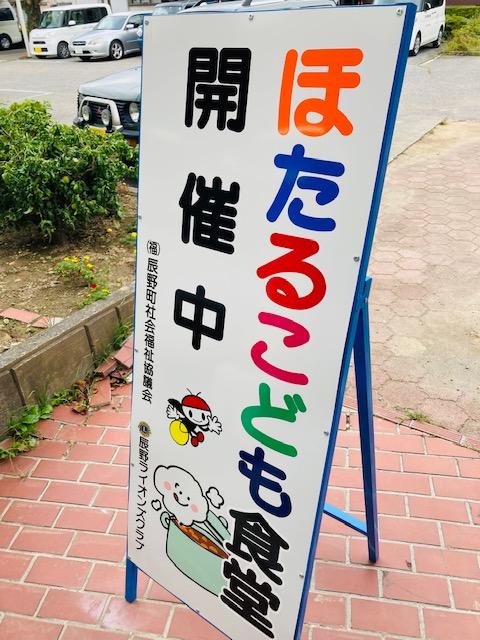 ほたるこども食堂
開催中
福 辰野町社会福祉協議会
辰野ライオンズクラブ